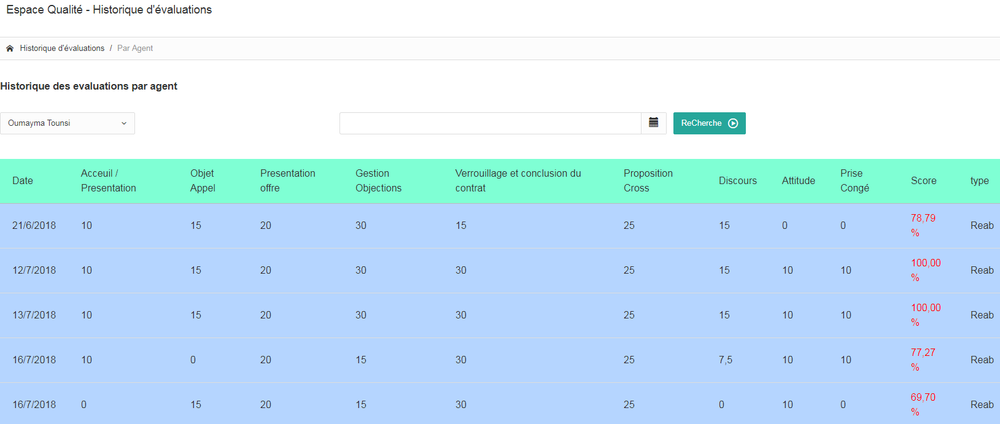 Espace Qualité - Historique d'évaluations
Historique d'évaluations / Par Agent
Historique des evaluations par agent
Oumayma Tounsi
ReCherche
Date Acceuil / Presentation Objet Appel Presentation offre Gestion Objections Verrouillage et conclusion du contrat Proposition Cross Discours Attitude Prise Congé Score type
21/6/2018 10 15 20 30 15 25 15 0 0 78,79 % Reab
12/7/2018 10 15 20 30 30 25 15 10 10 100,00 % Reab
13/7/2018 10 15 20 30 30 25 15 10 10 100,00 % Reab
16/7/2018 10 0 20 15 30 25 7,5 10 10 77,27 % Reab
16/7/2018 0 15 20 15 30 25 0 10 0 69,70 % Reab